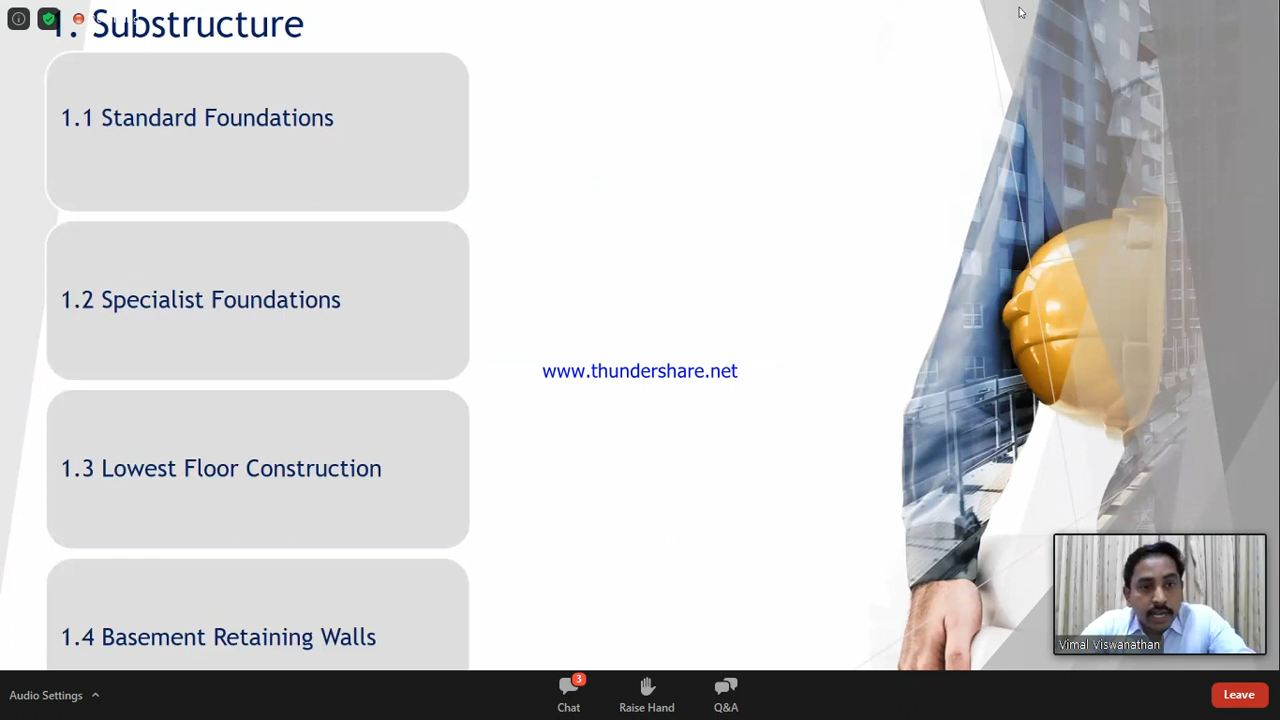 1. Substructure
1.1 Standard Foundations
1.2 Specialist Foundations
www.thundershare.net
1.3 Lowest Floor Construction
1.4 Basement Retaining Walls
Vimal Viswanathan
Audio Settings
3
Chat
Raise Hand
Q&A
Leave